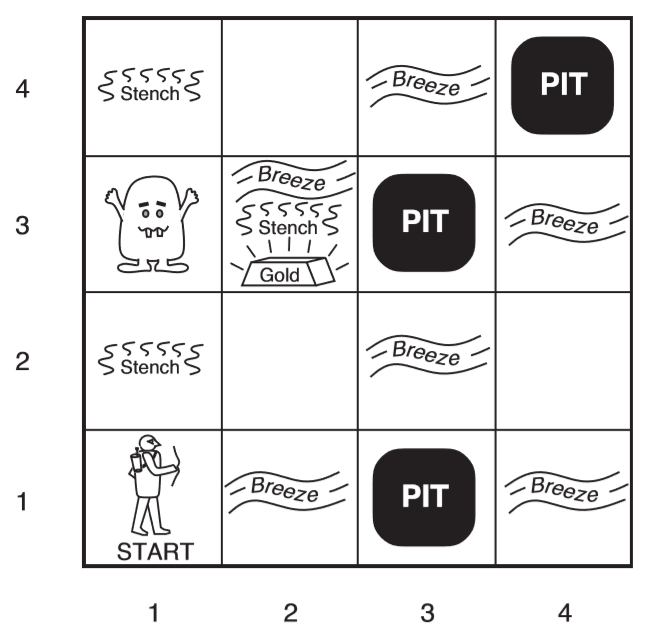 4
Stench
Breeze
PIT
3
Breeze
Stench
Gold
PIT
Breeze
2
Stench
Breeze
1
START
Breeze
PIT
Breeze
1 2 3 4